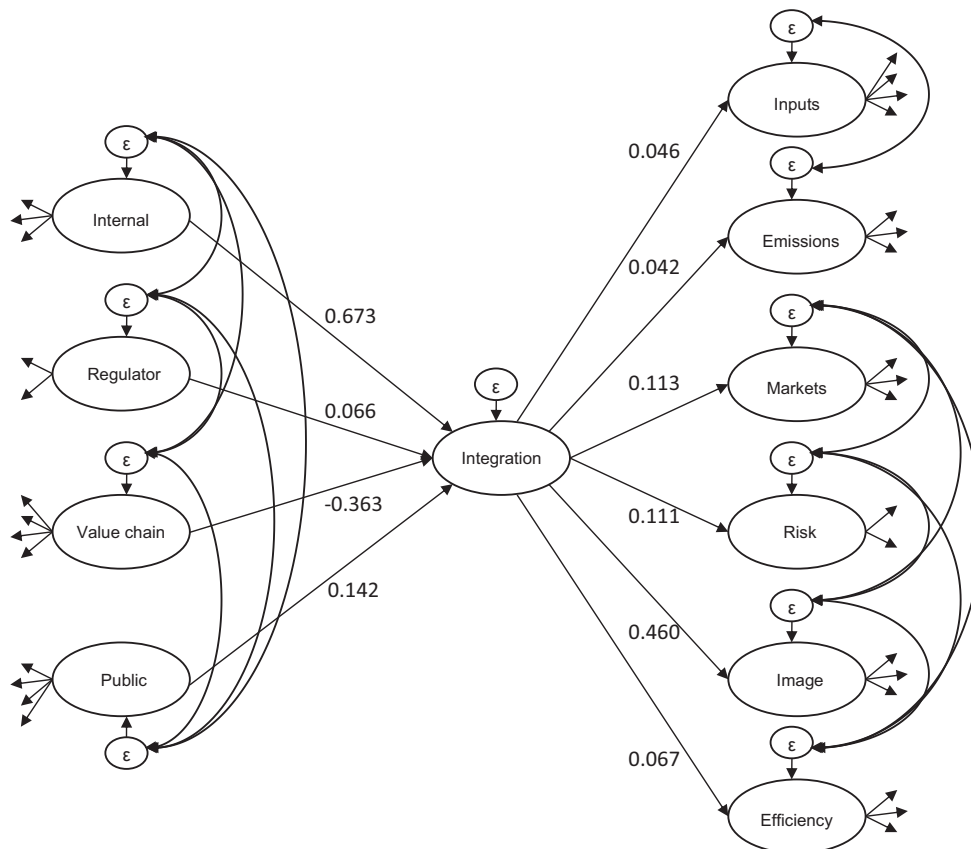 ε
Inputs
ε
0.046
ε
Internal
Emissions
0.042
ε
ε
0.673
Regulator
ε
Markets
0.066
0.113
ε
Integration
ε
-0.363
Value chain
0.111
Risk
0.142
ε
0.460
Public
Image
ε
ε
0.067
Efficiency